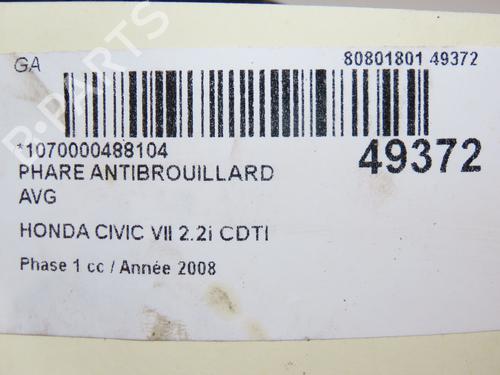 GA 80801801 49372
*1070000488104 49372
PHARE ANTIBROUILLARD
AVG
HONDA CIVIC VII 2.2i CDTI
Phase 1 cc / Année 2008
B-PARTS